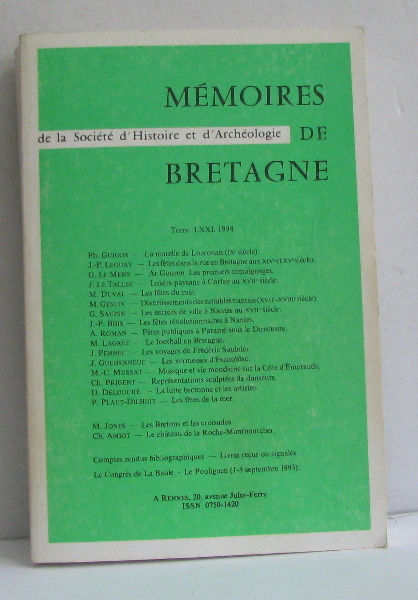 MÉMOIRES
de la Société d'Histoire et d'Archéologie DE
BRETAGNE
Tome LXXI, 1994
Ph. GUIGON — La marelle de Locronan (IXe siècle).
J.-P. LEGUAY — Les fêtes dans la rue en Bretagne aux XIVe et XVe siècles.
G. LE MENN — Ar Gouren. Les premiers témoignages.
J. LE TALLEC — Loisirs paysans à Corlay au XVIIe siècle.
M. DUVAL — Les fêtes du mai.
M. GESLIN — Divertissements des notables nantais (XVIIe-XVIIIe siècle).
G. SAUPIN — Les entrées de ville à Nantes au XVIIe siècle.
J.-P. BOIS — Les fêtes révolutionnaires à Nantes.
A. ROMAN — Fêtes publiques à Paramé sous le Directoire.
M. LAGRÉE — Le football en Bretagne.
J. PENNEC — Les voyages de Frédéric Saulnier.
J. GUEHENNEUC — Les kermesses d'Escoublac.
M.-C. MUSSAT — Musique et vie mondaine sur la Côte d'Émeraude.
Ch. PRIGENT — Représentations sculptées de danseurs.
D. DELOUCHE — La lutte bretonne et les artistes.
P. PLAUT-DILHUIT — Les fêtes de la mer.
M. JONES — Les Bretons et les croisades.
Ch. AMIOT — Le château de la Roche-Montbourcher.
Comptes rendus bibliographiques — Livres reçus ou signalés.
Le Congrès de La Baule - Le Pouliguen (1-3 septembre 1993).
A RENNES, 20, avenue Jules-Ferry
ISSN 0750-1420